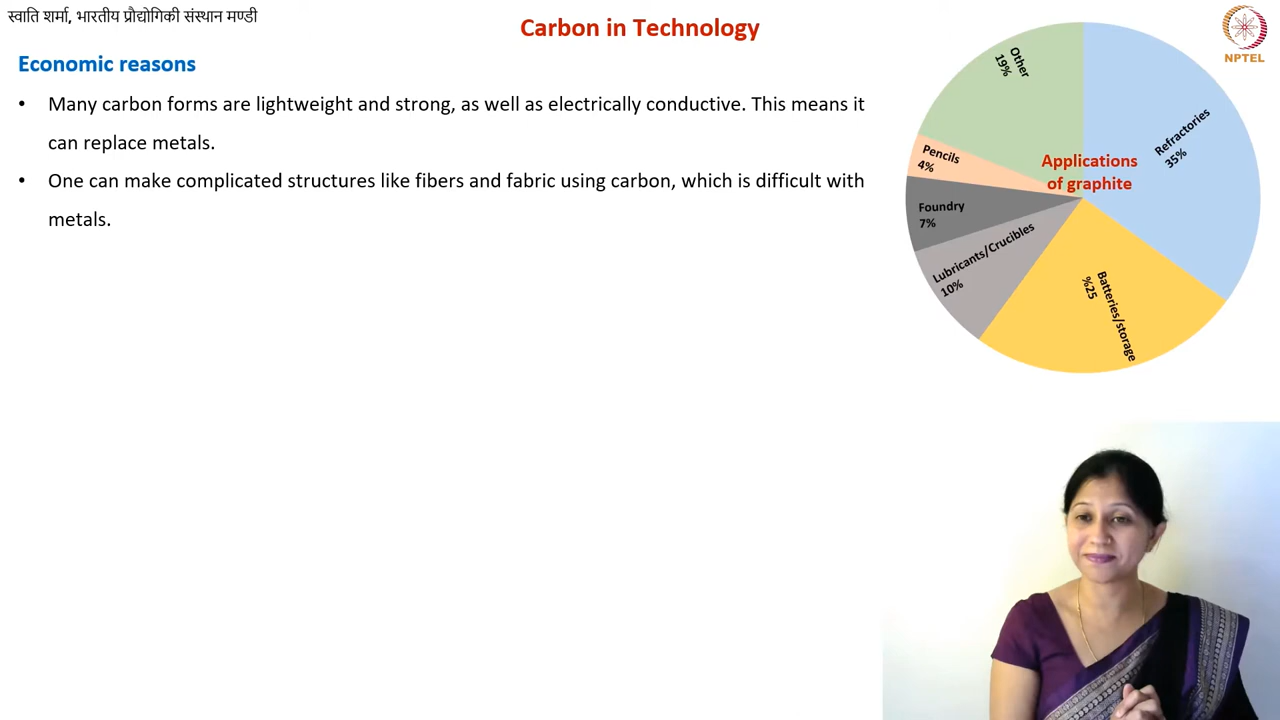 स्वाति शर्मा, भारतीय प्रौद्योगिकी संस्थान मण्डी
Carbon in Technology
NPTEL
Economic reasons
• Many carbon forms are lightweight and strong, as well as electrically conductive. This means it
can replace metals.
• One can make complicated structures like fibers and fabric using carbon, which is difficult with
metals.
Applications
of graphite
Refractories
35%
Batteries/storage
%25
Lubricants/Crucibles
10%
Foundry
7%
Pencils
4%
Other
19%